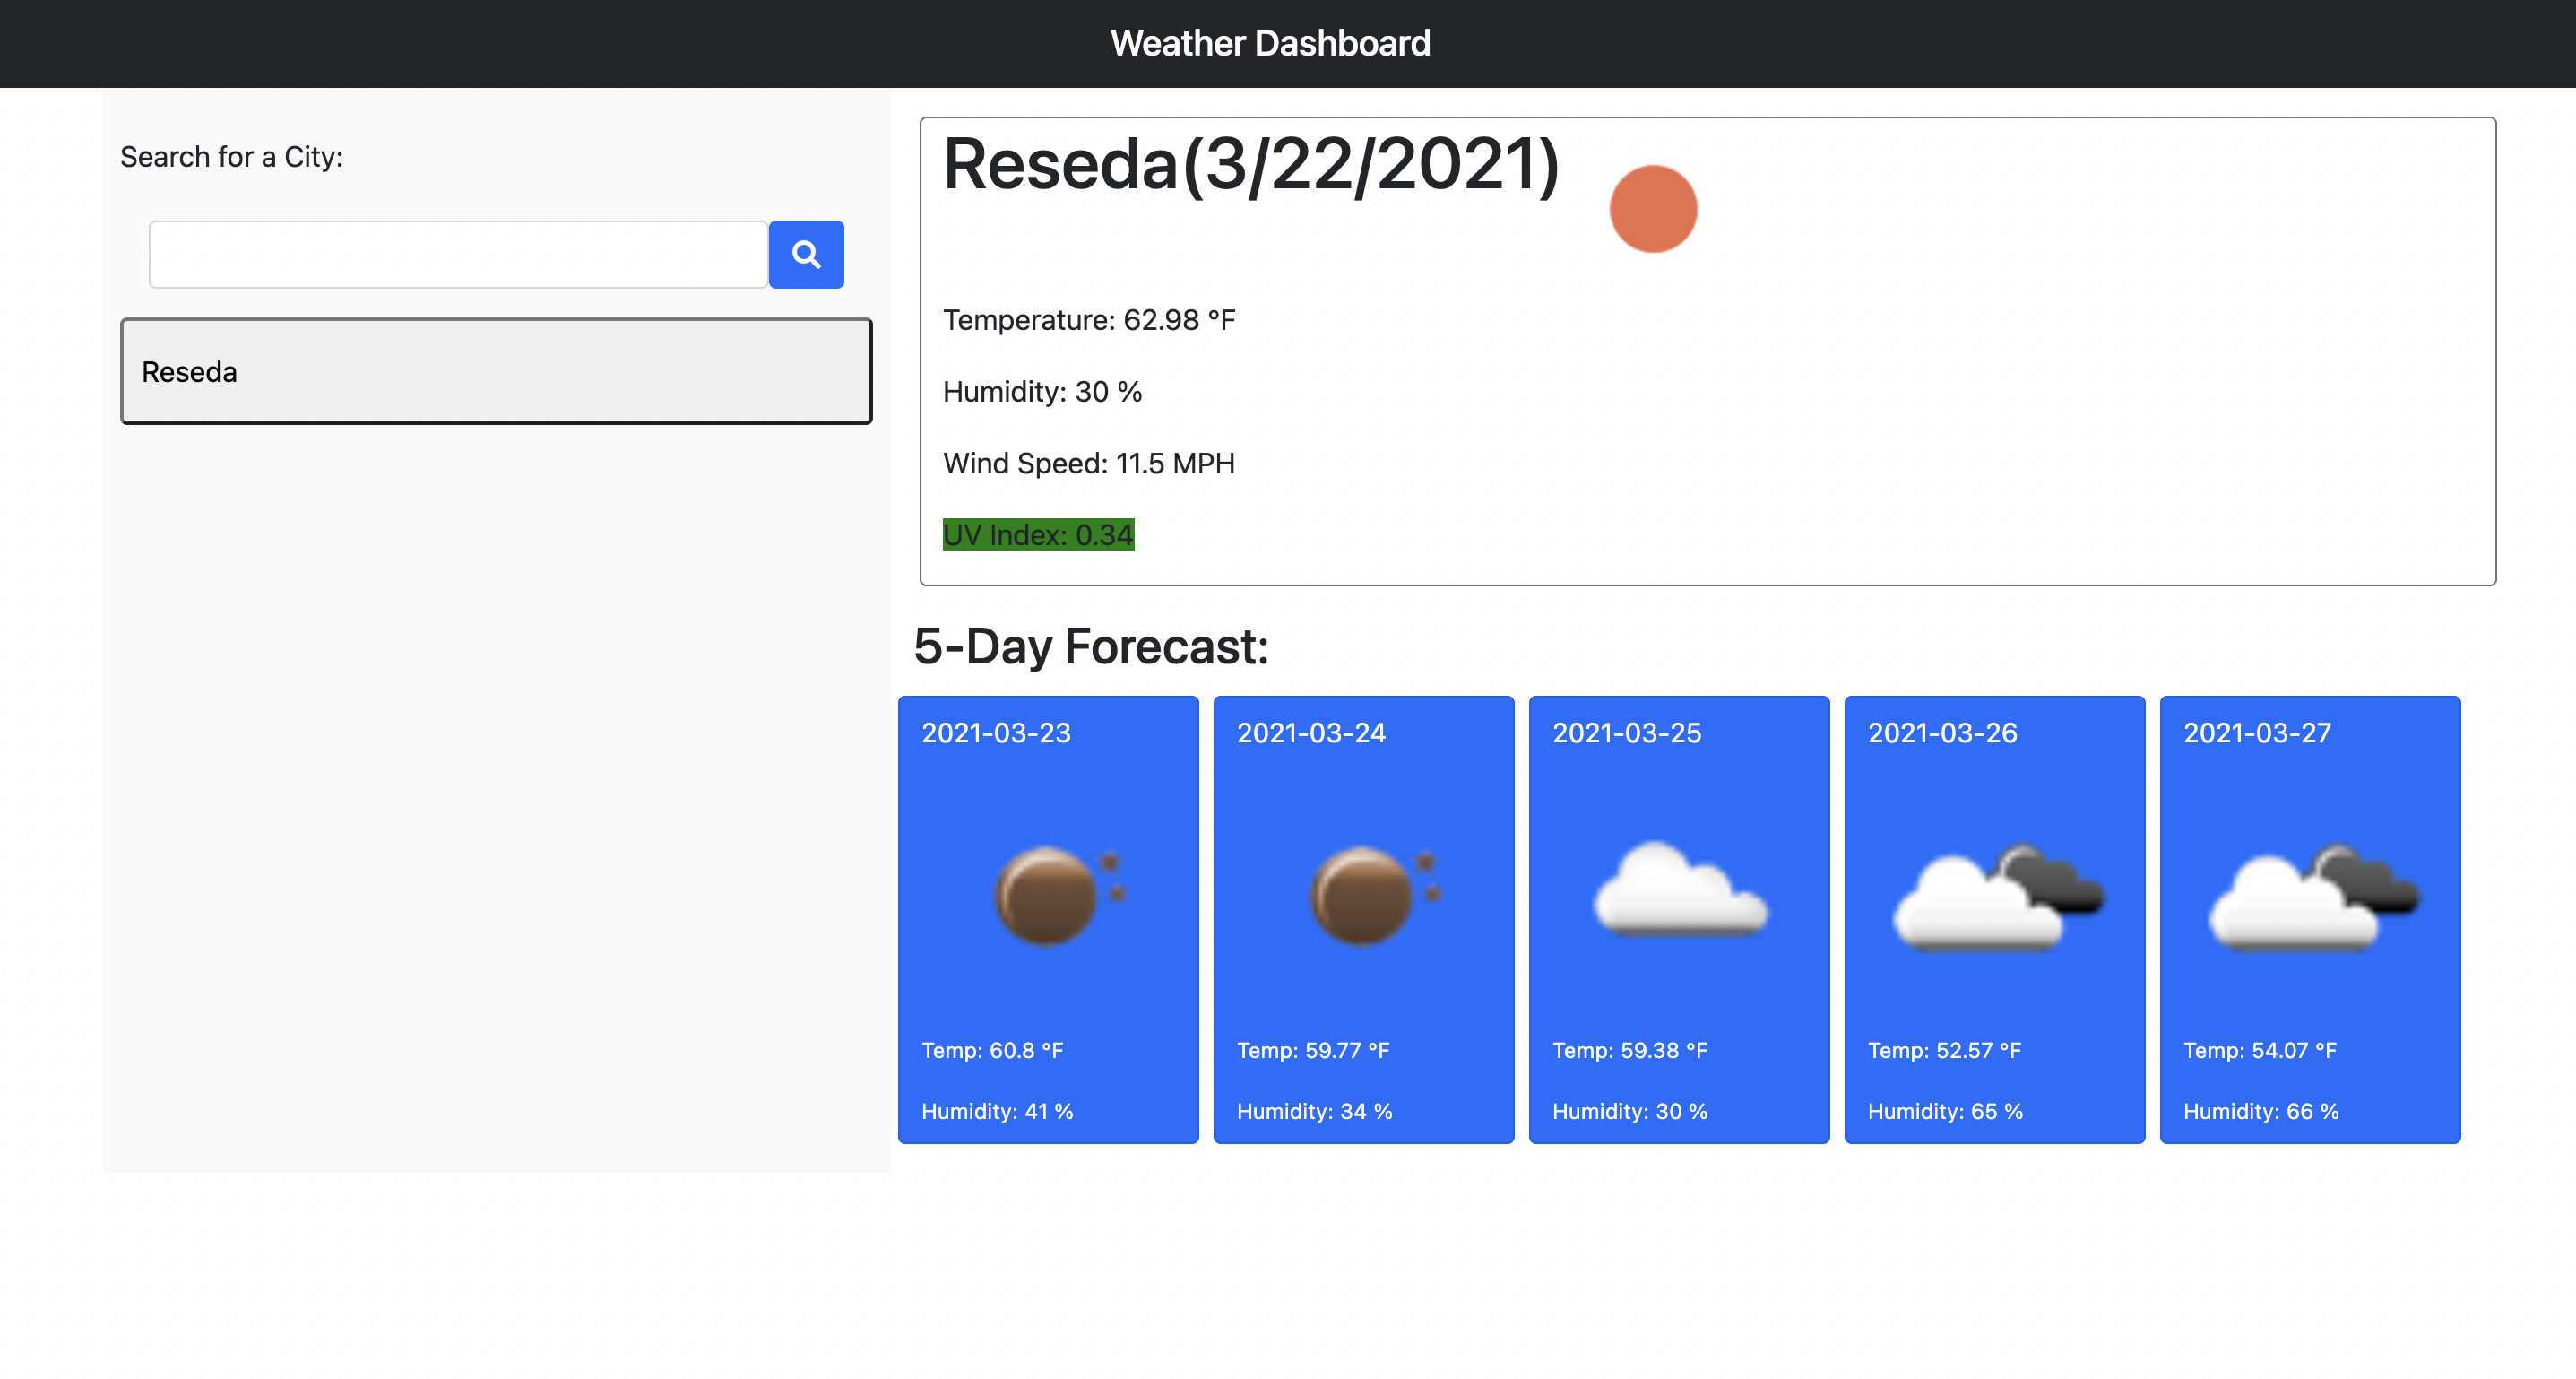 Weather Dashboard
Search for a City:
Reseda
Reseda(3/22/2021)
Temperature: 62.98 °F
Humidity: 30 %
Wind Speed: 11.5 MPH
UV Index: 0.34
5-Day Forecast:
2021-03-23
Temp: 60.8 °F
Humidity: 41 %
2021-03-24
Temp: 59.77 °F
Humidity: 34 %
2021-03-25
Temp: 59.38 °F
Humidity: 30 %
2021-03-26
Temp: 52.57 °F
Humidity: 65 %
2021-03-27
Temp: 54.07 °F
Humidity: 66 %